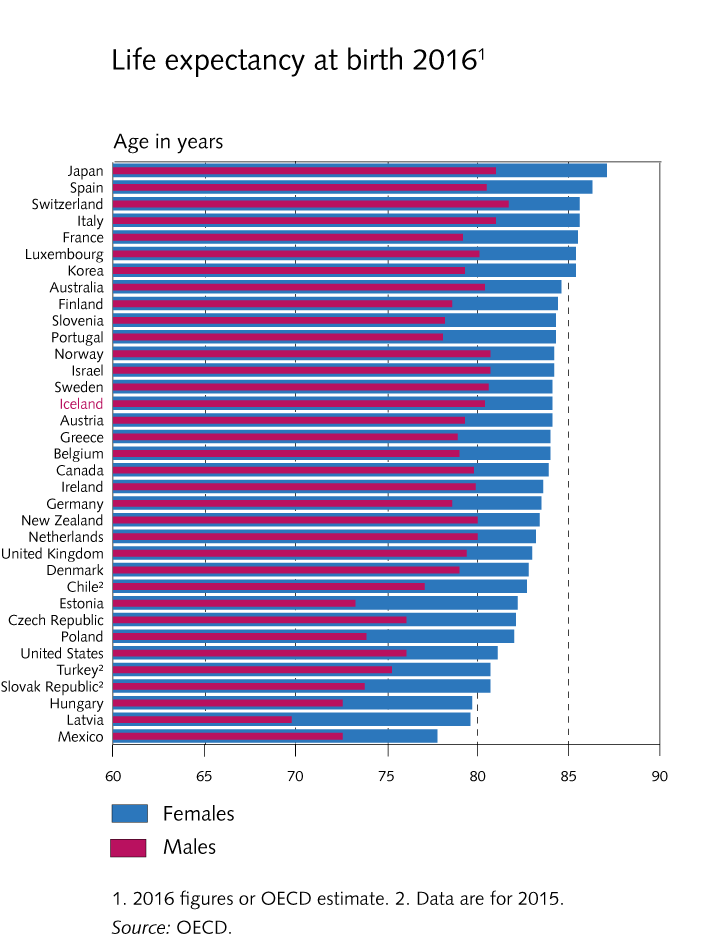 Life expectancy at birth 2016¹
Age in years
Japan
Spain
Switzerland
Italy
France
Luxembourg
Korea
Australia
Finland
Slovenia
Portugal
Norway
Israel
Sweden
Iceland
Austria
Greece
Belgium
Canada
Ireland
Germany
New Zealand
Netherlands
United Kingdom
Denmark
Chile²
Estonia
Czech Republic
Poland
United States
Turkey²
Slovak Republic²
Hungary
Latvia
Mexico
60 65 70 75 80 85 90
Females
Males
1. 2016 figures or OECD estimate. 2. Data are for 2015.
Source: OECD.